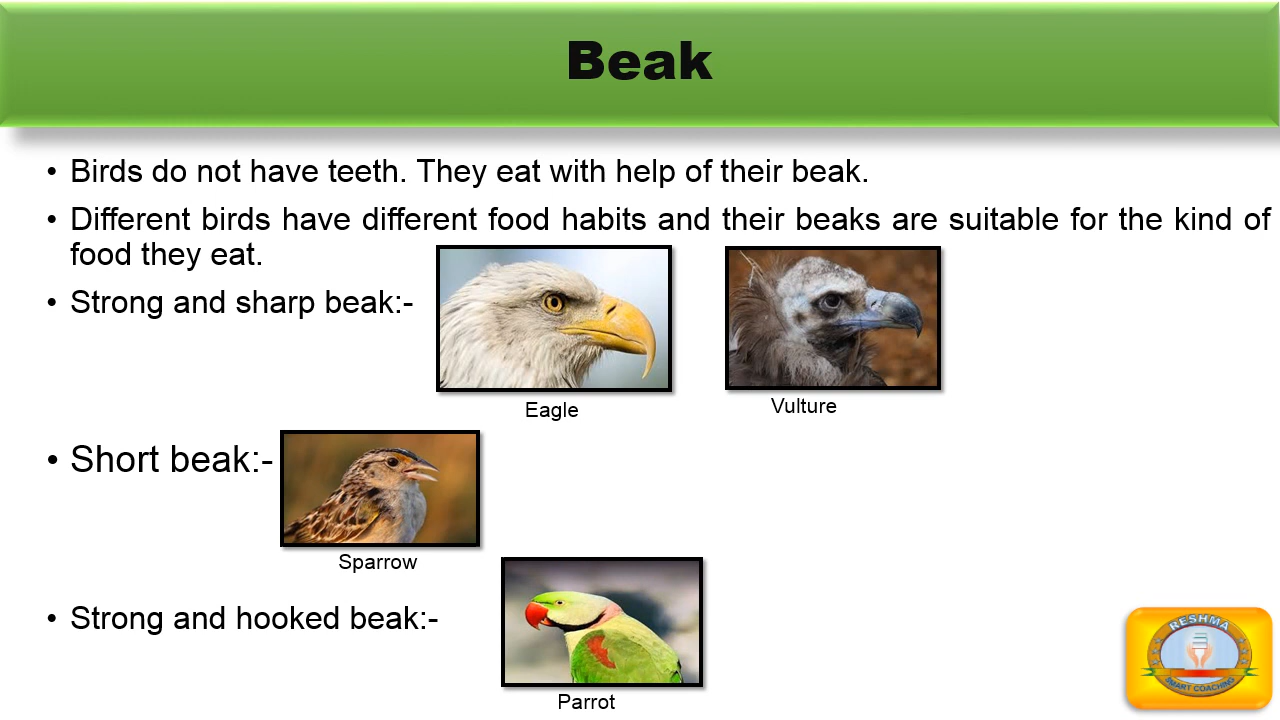 Beak
• Birds do not have teeth. They eat with help of their beak.
• Different birds have different food habits and their beaks are suitable for the kind of
food they eat.
• Strong and sharp beak:-
Eagle
Vulture
• Short beak:-
Sparrow
• Strong and hooked beak:-
Parrot
RESHMA
SMART COACHING